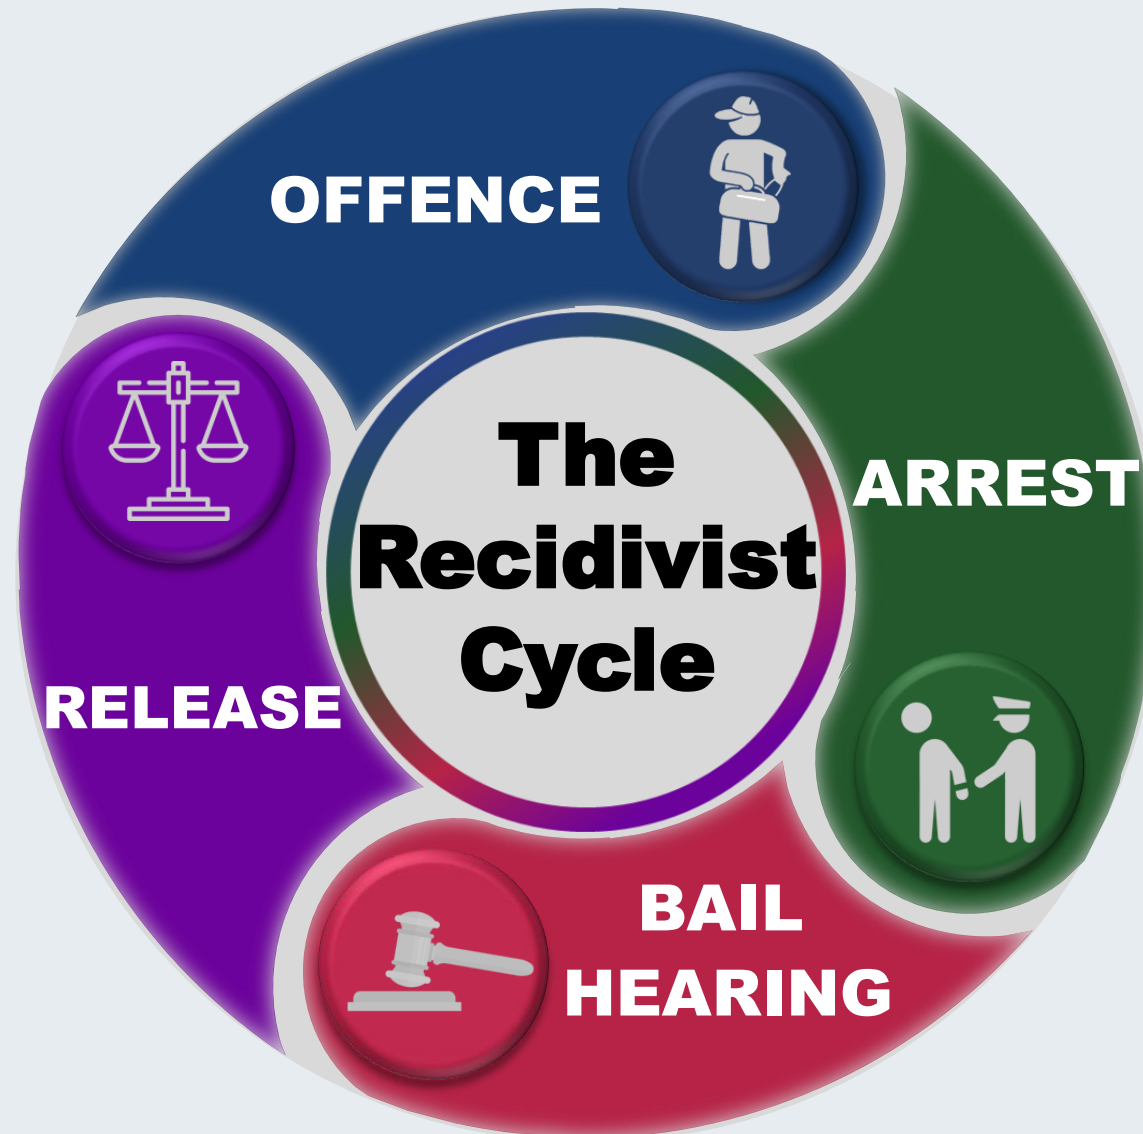 The
Recidivist
Cycle
OFFENCE
ARREST
BAIL
HEARING
RELEASE